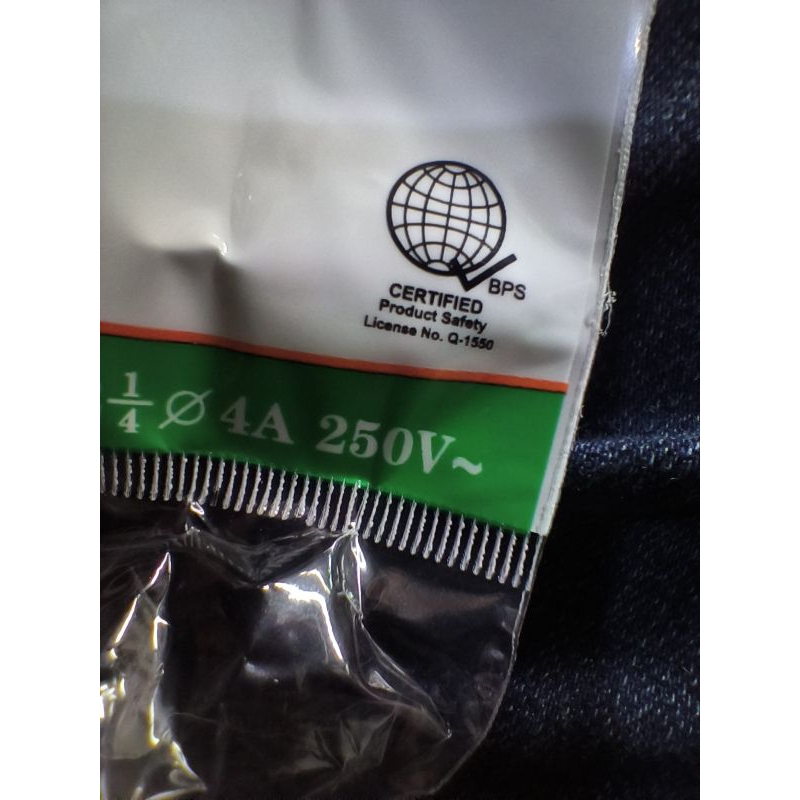 BPS
CERTIFIED
Product Safety
License No. Q-1550
1/4 Ø 4A 250V~